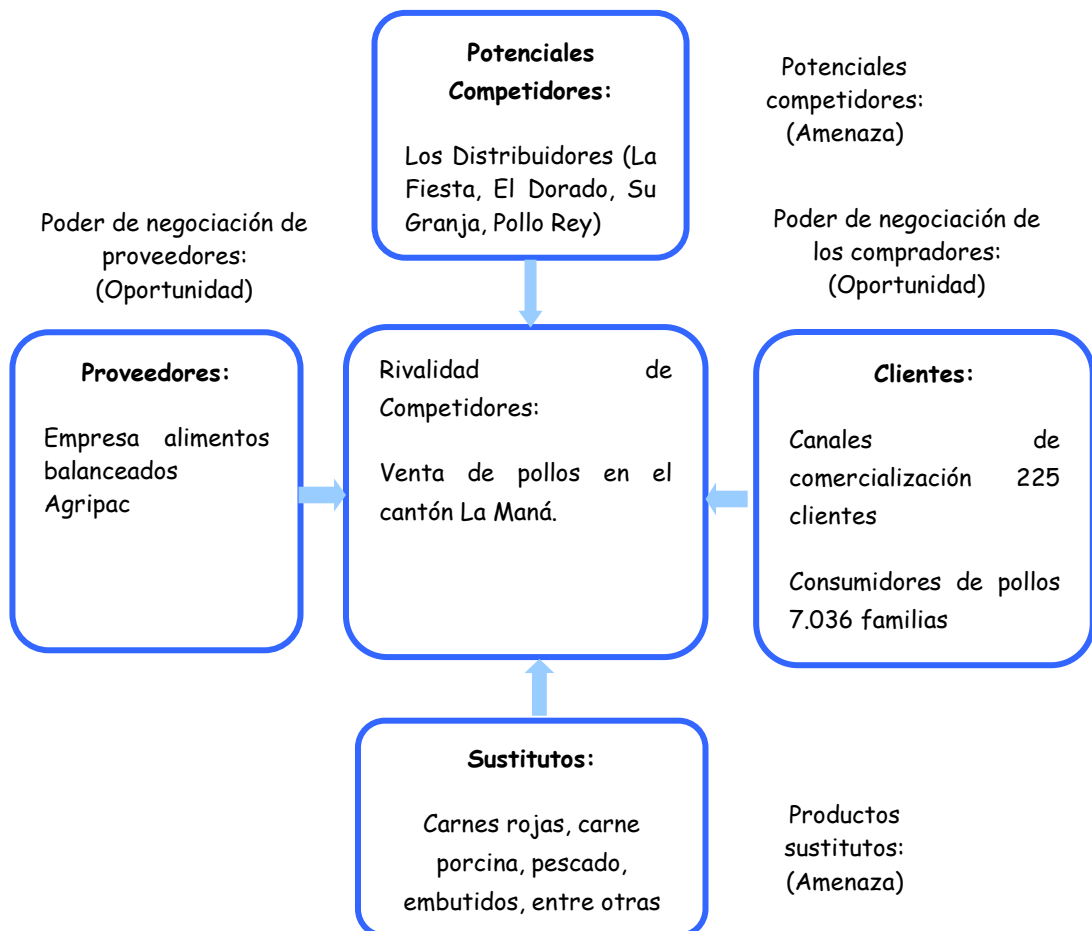 Potenciales
Competidores:
Los Distribuidores (La
Fiesta, El Dorado, Su
Granja, Pollo Rey)
Potenciales
competidores:
(Amenaza)
Poder de negociación de
proveedores:
(Oportunidad)
Poder de negociación de
los compradores:
(Oportunidad)
Proveedores:
Empresa alimentos
balanceados
Agripac
Rivalidad de
Competidores:
Venta de pollos en el
cantón La Maná.
Clientes:
Canales de
comercialización 225
clientes
Consumidores de pollos
7.036 familias
Sustitutos:
Carnes rojas, carne
porcina, pescado,
embutidos, entre otras
Productos
sustitutos:
(Amenaza)